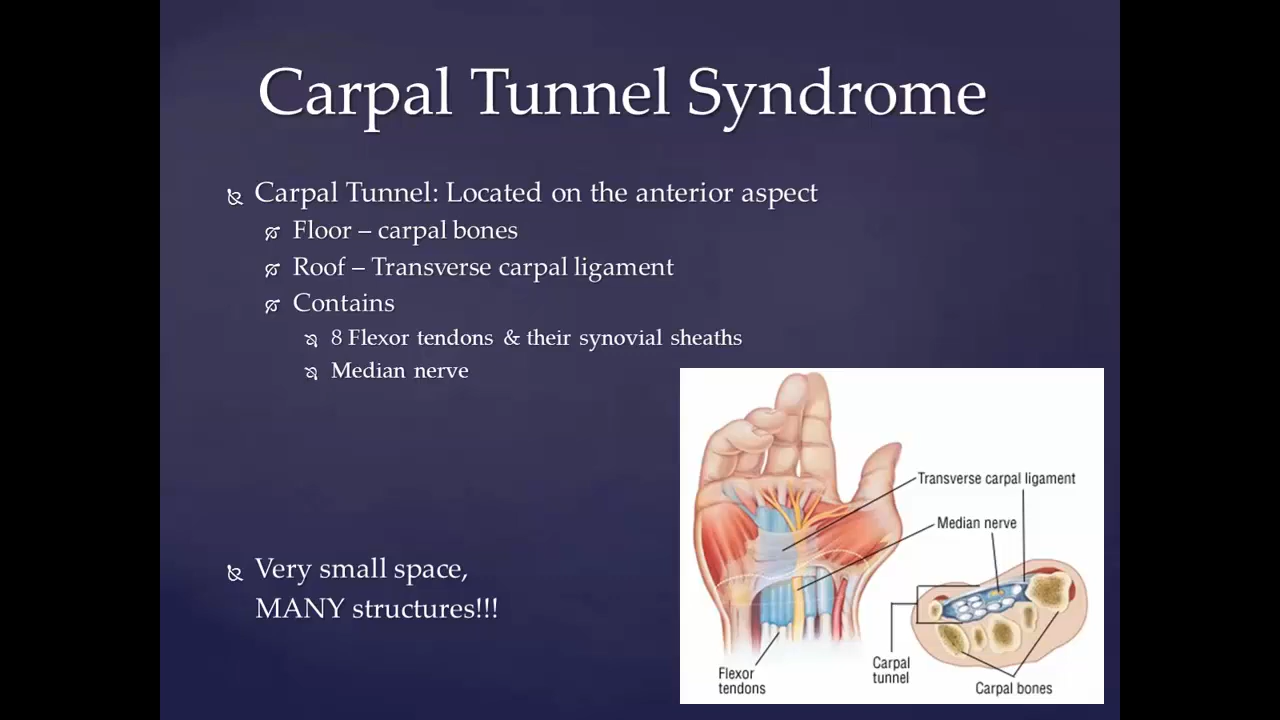 Carpal Tunnel Syndrome
Carpal Tunnel: Located on the anterior aspect
Floor – carpal bones
Roof – Transverse carpal ligament
Contains
8 Flexor tendons & their synovial sheaths
Median nerve
Very small space,
MANY structures!!!
Transverse carpal ligament
Median nerve
Flexor
tendons
Carpal
tunnel
Carpal bones